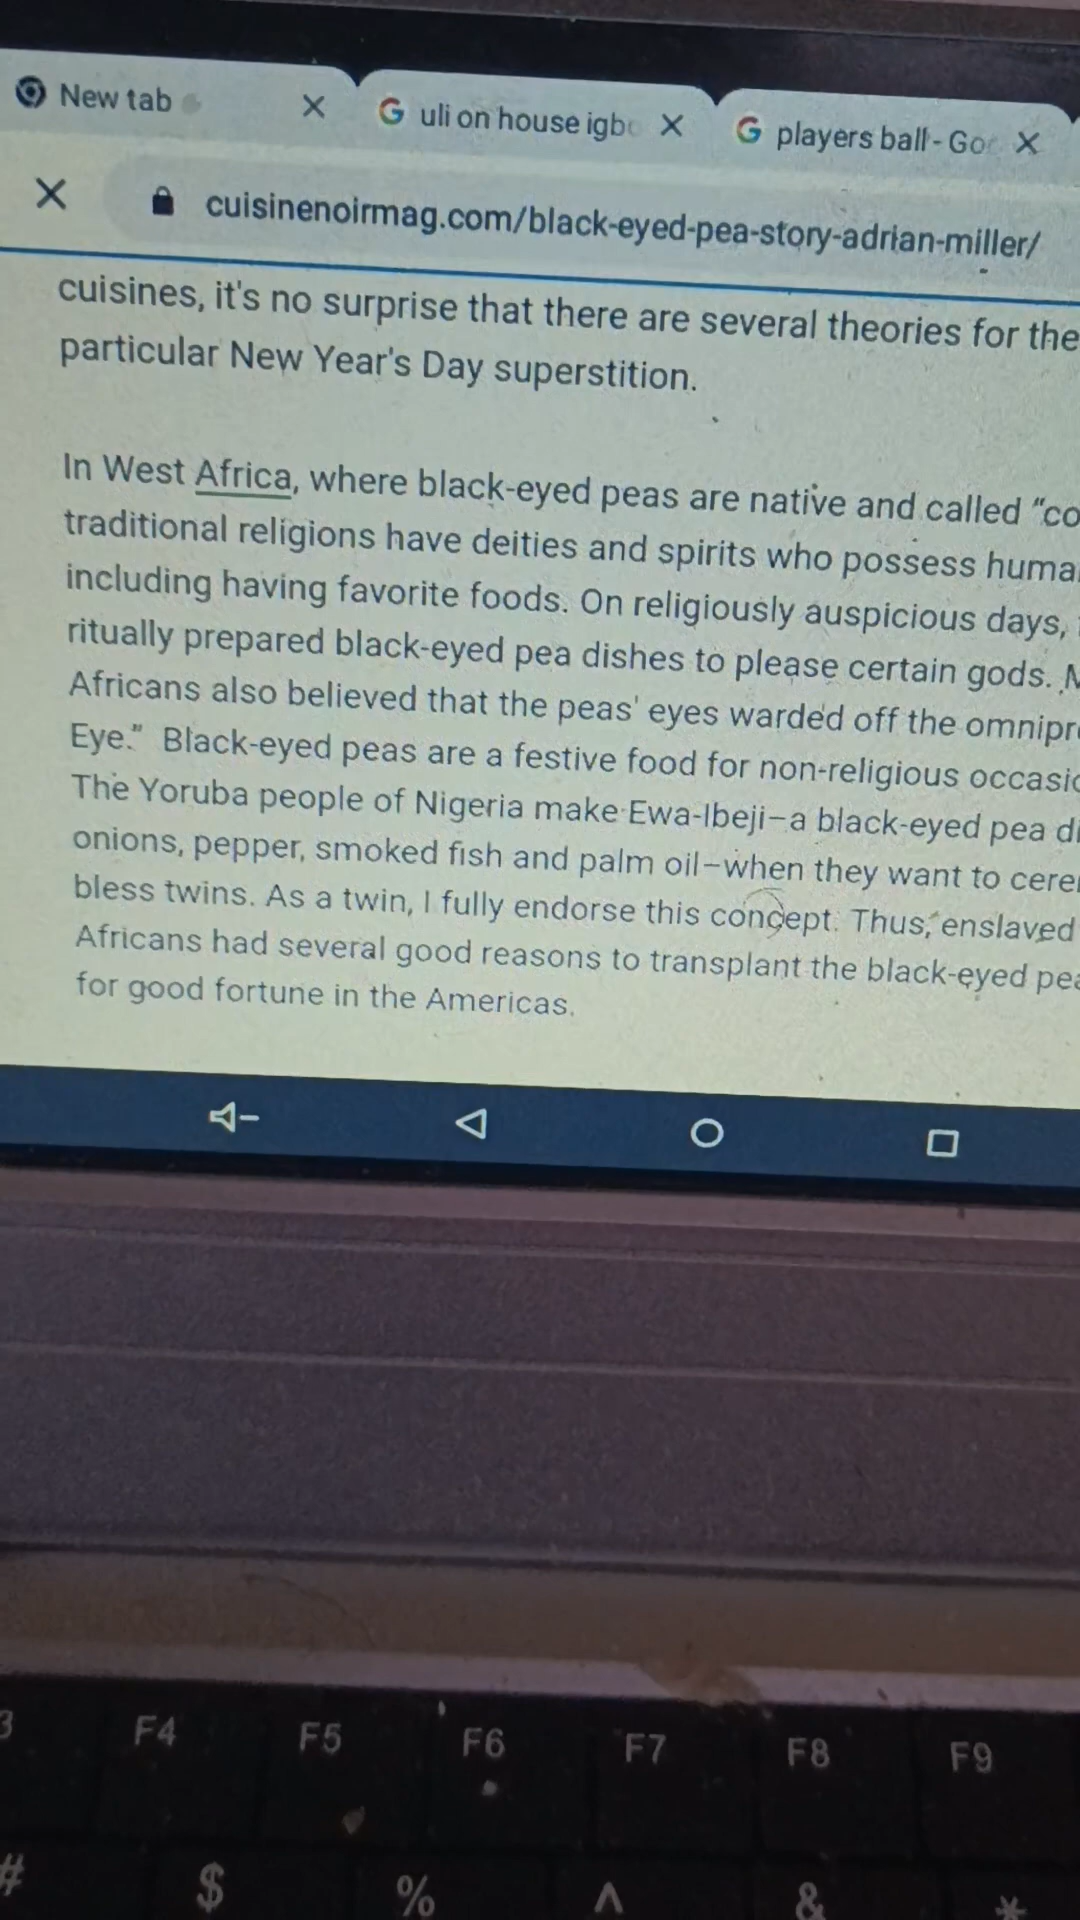 New tab
uli on house igb
players ball - Go
cuisinenoirmag.com/black-eyed-pea-story-adrian-miller/
cuisines, it's no surprise that there are several theories for the
particular New Year's Day superstition.
In West Africa, where black-eyed peas are native and called "co
traditional religions have deities and spirits who possess huma
including having favorite foods. On religiously auspicious days,
ritually prepared black-eyed pea dishes to please certain gods. M
Africans also believed that the peas' eyes warded off the omnipr
Eye." Black-eyed peas are a festive food for non-religious occasio
The Yoruba people of Nigeria make Ewa-Ibeji–a black-eyed pea di
onions, pepper, smoked fish and palm oil–when they want to cere
bless twins. As a twin, I fully endorse this concept. Thus, enslaved
Africans had several good reasons to transplant the black-eyed pea
for good fortune in the Americas.
3 F4 F5 F6 F7 F8 F9
# $ % ^ & *